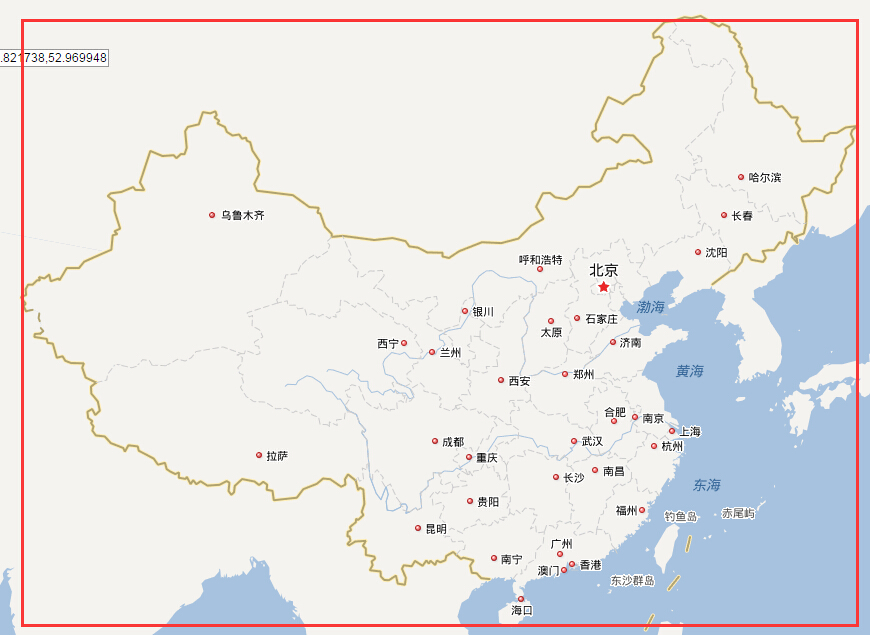 .821738,52.969948
哈尔滨
乌鲁木齐
长春
沈阳
呼和浩特
北京
渤海
银川
石家庄
太原
西宁
兰州
济南
黄海
西安
郑州
合肥
南京
上海
成都
武汉
杭州
拉萨
重庆
南昌
长沙
东海
贵阳
福州
钓鱼岛
赤尾屿
昆明
广州
南宁
香港
澳门
东沙群岛
海口